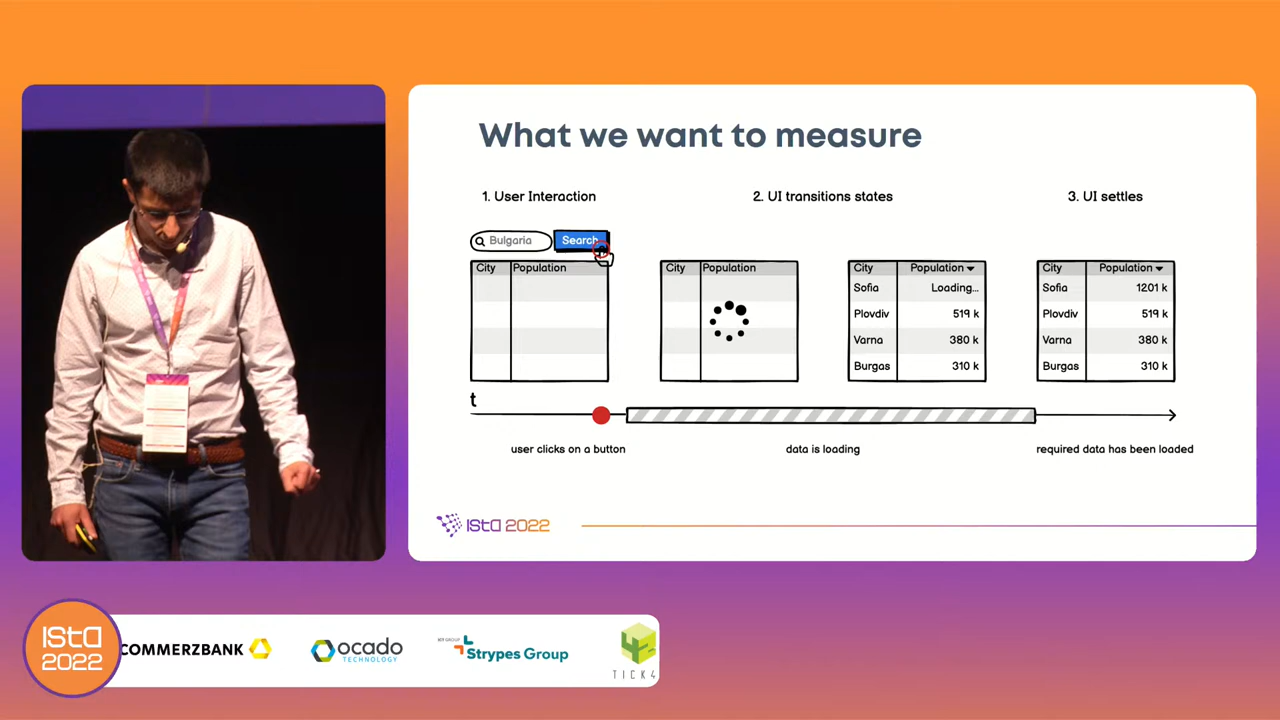 What we want to measure
1. User Interaction
2. UI transitions states
3. UI settles
Bulgaria
Search
City Population
City Population
City Population
Sofia Loading...
Plovdiv 519 k
Varna 380 k
Burgas 310 k
City Population
Sofia 1201 k
Plovdiv 519 k
Varna 380 k
Burgas 310 k
t
user clicks on a button
data is loading
required data has been loaded
ISTA 2022
ISTA
2022
COMMERZBANK
ocado
TECHNOLOGY
Strypes Group
TICK4